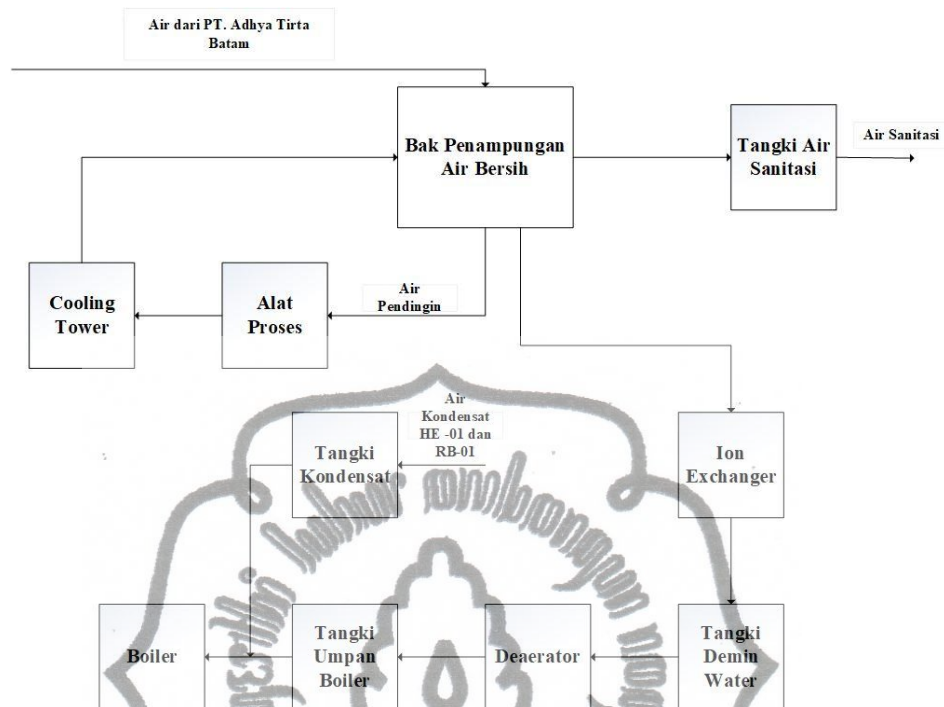 Air dari PT. Adhya Tirta
Batam
Bak Penampungan
Air Bersih
Tangki Air
Sanitasi
Air Sanitasi
Cooling
Tower
Alat
Proses
Air
Pendingin
Air
Kondensat
HE -01 dan
RB-01
Tangki
Kondensat
Ion
Exchanger
Boiler
Tangki
Umpan
Boiler
Deaerator
Tangki
Demin
Water